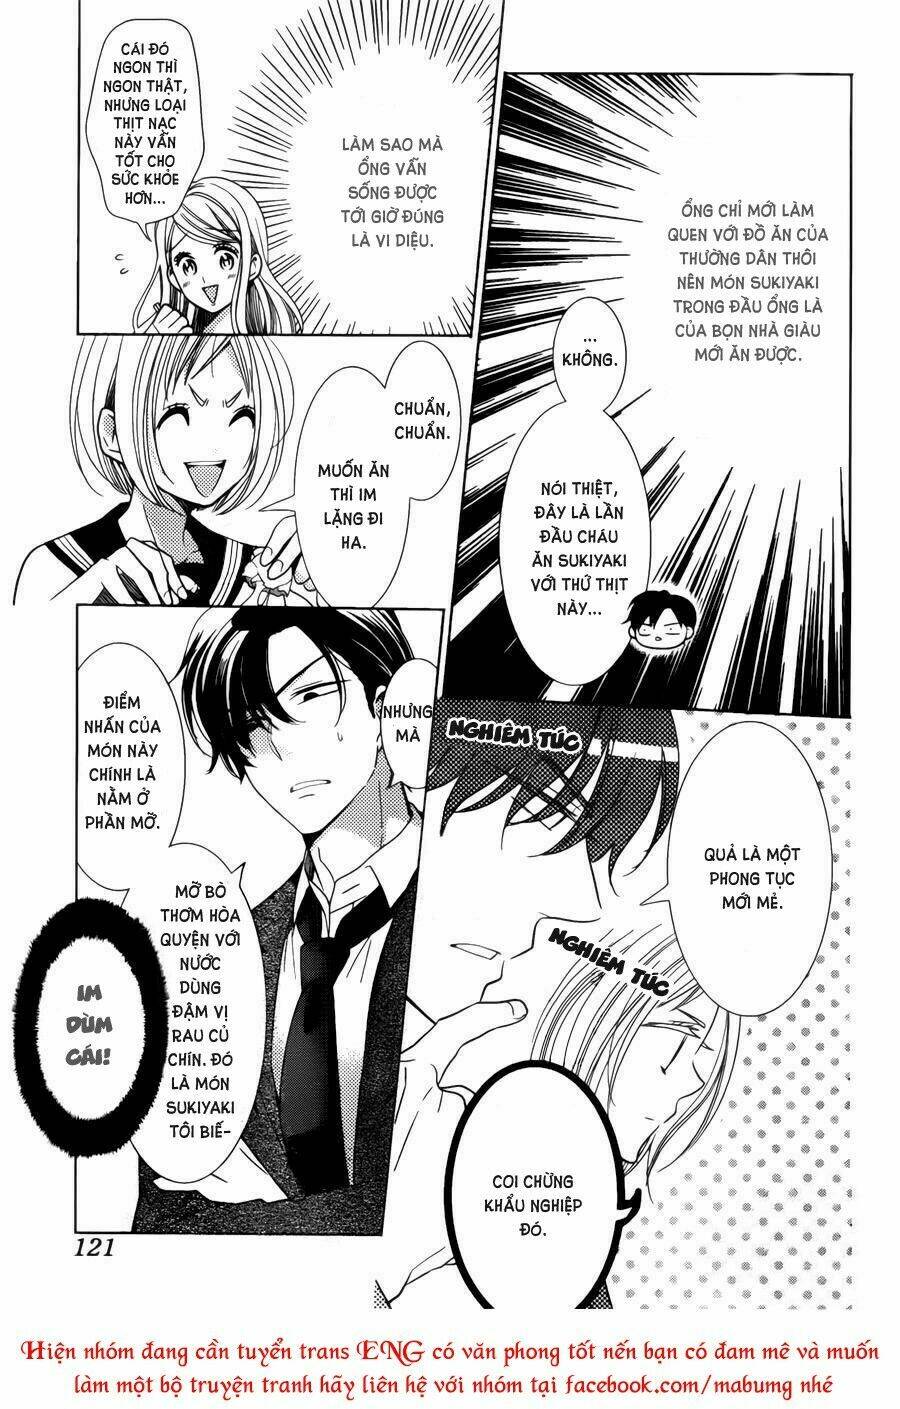 ỔNG CHỈ MỚI LÀM
QUEN VỚI ĐỒ ĂN CỦA
THƯỜNG DÂN THÔI
NÊN MÓN SUKIYAKI
TRONG ĐẦU ỔNG LÀ
CỦA BỌN NHÀ GIÀU
MỚI ĂN ĐƯỢC.
...
KHÔNG.
NÓI THIỆT,
ĐÂY LÀ LẦN
ĐẦU CHÁU
ĂN SUKIYAKI
VỚI THỨ THỊT
NÀY...
LÀM SAO MÀ
ỔNG VẪN
SỐNG ĐƯỢC
TỚI GIỜ ĐÚNG
LÀ VI DIỆU.
CÁI ĐÓ
NGON THÌ
NGON THẬT,
NHƯNG LOẠI
THỊT NẠC
NÀY VẪN
TỐT CHO
SỨC KHỎE
HƠN...
CHUẨN,
CHUẨN.
MUỐN ĂN
THÌ IM
LẶNG ĐI
HA.
QUẢ LÀ MỘT
PHONG TỤC
MỚI MẺ.
NGHIÊM TÚC
NGHIÊM TÚC
COI CHỪNG
KHẨU NGHIỆP
ĐÓ.
NHƯNG
MÀ
ĐIỂM
NHẤN CỦA
MÓN NÀY
CHÍNH LÀ
NẰM Ở
PHẦN MỠ.
MỠ BÒ
THƠM HÒA
QUYỆN VỚI
NƯỚC
DÙNG
ĐẬM VỊ
RAU CỦ
CHÍN. ĐÓ
LÀ MÓN
SUKIYAKI
TÔI BIẾ-
IM
DÙM
CÁI!
121
Hiện nhóm đang cần tuyển trans ENG có văn phong tốt nến bạn có đam mê và muốn
làm một bộ truyện tranh hãy liên hệ với nhóm tại facebook.com/mabumg nhé